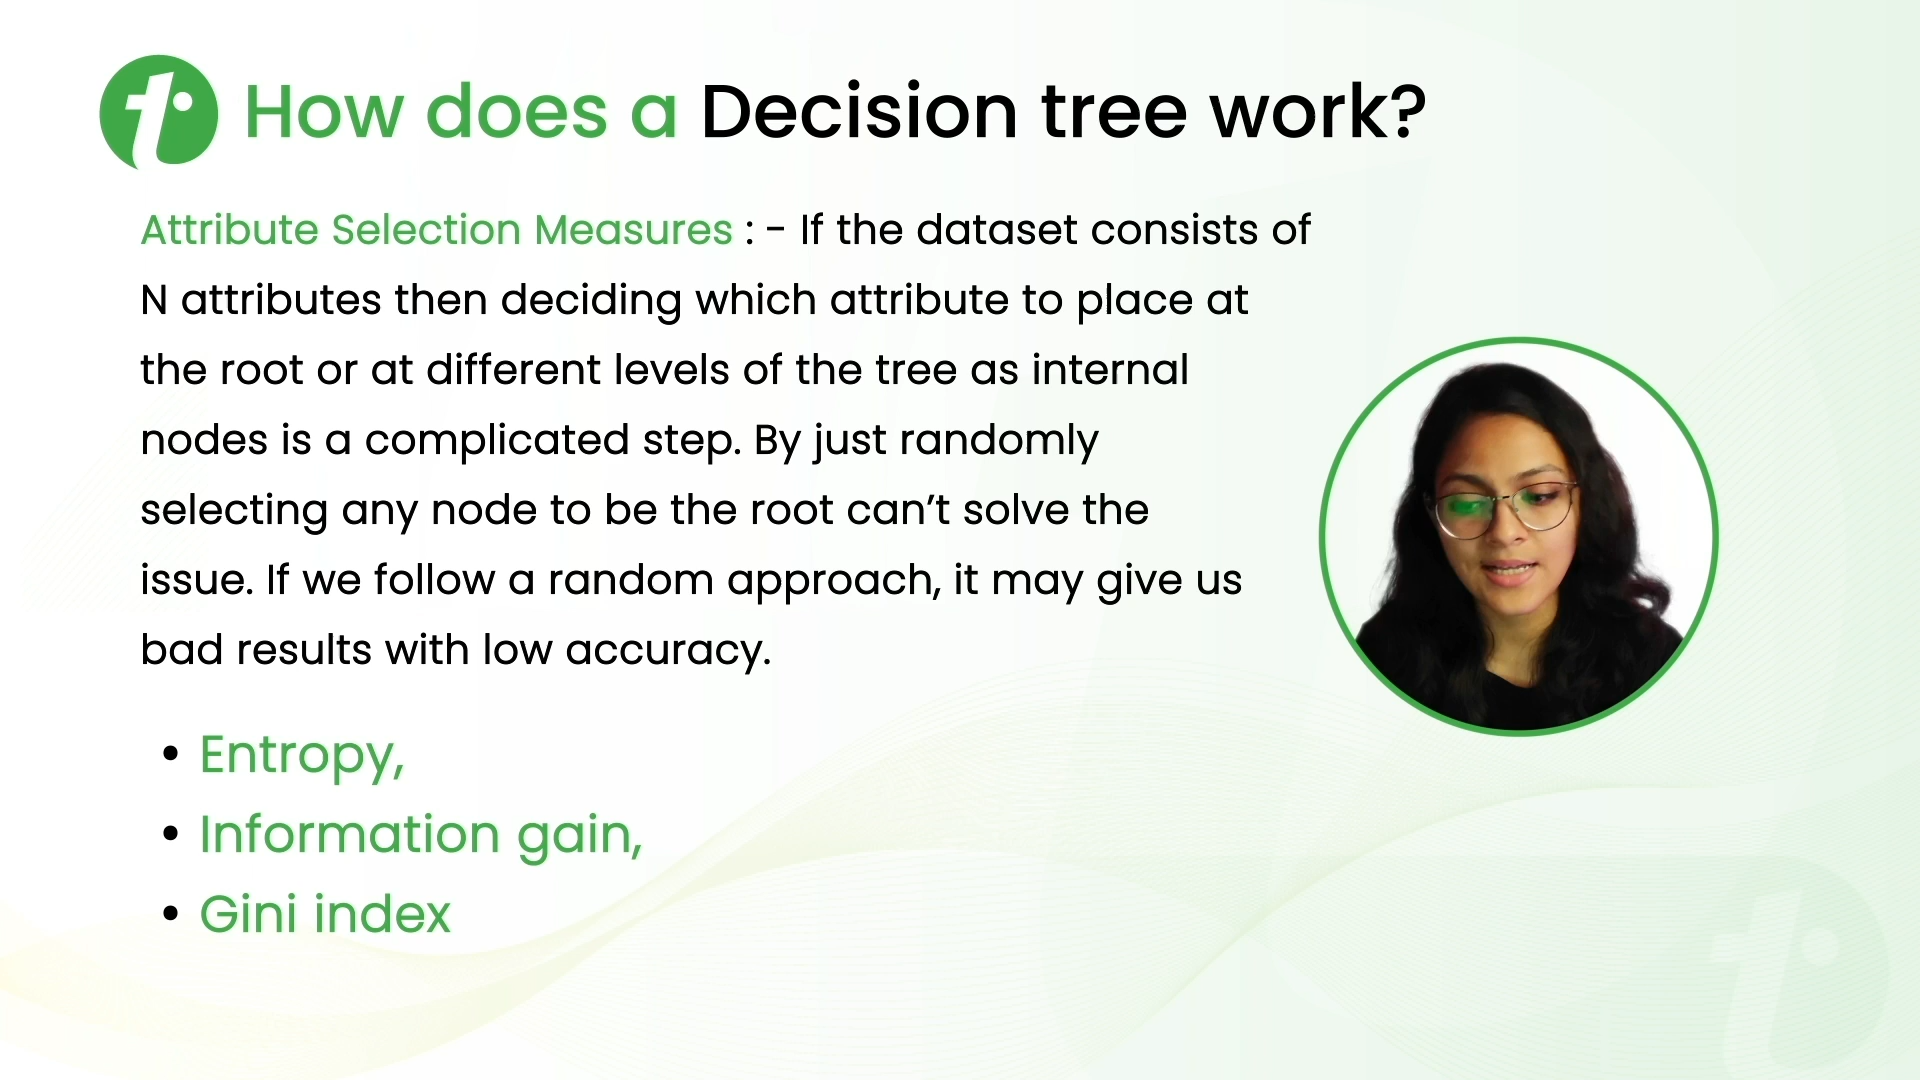 How does a Decision tree work?
Attribute Selection Measures : - If the dataset consists of
N attributes then deciding which attribute to place at
the root or at different levels of the tree as internal
nodes is a complicated step. By just randomly
selecting any node to be the root can’t solve the
issue. If we follow a random approach, it may give us
bad results with low accuracy.
• Entropy,
• Information gain,
• Gini index